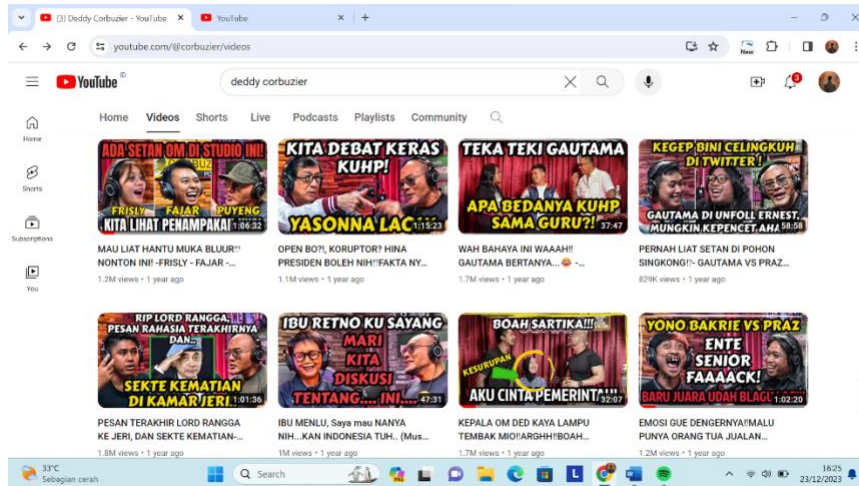 (3) Deddy Corbuzier - YouTube
YouTube
youtube.com/@corbuzier/videos
New
YouTube ID
deddy corbuzier
3
Home
Shorts
Subscriptions
You
Home Videos Shorts Live Podcasts Playlists Community
ADA SETAN OM DI STUDIO INI!
FRISLY FAJAR PUYENG
KITA LIHAT PENAMPAKA
1:06:32
MAU LIAT HANTU MUKA BLUUR!!
NONTON INI! -FRISLY - FAJAR -...
1.2M views • 1 year ago
KITA DEBAT KERAS
KUHP!
YASONNA LAO
1:15:23
OPEN BO?!, KORUPTOR? HINA
PRESIDEN BOLEH NIH!!FAKTA NY...
1.1M views • 1 year ago
TEKA TEKI GAUTAMA
APA BEDANYA KUHP
SAMA GURU?!
37:47
WAH BAHAYA INI WAAAH!!
GAUTAMA BERTANYA... 😂 -...
1.7M views • 1 year ago
KEGEP BINI CELINGKUH
DI TWITTER!
GAUTAMA DI UNFOLL ERNEST,
MUNGKIN KEPENCET AHA
58:58
PERNAH LIAT SETAN DI POHON
SINGKONG!!- GAUTAMA VS PRAZ...
829K views • 1 year ago
RIP LORD RANGGA,
PESAN RAHASIA TERAKHIRNYA
DAN..
SEKTE KEMATIAN
DI KAMAR JERI
1:01:36
PESAN TERAKHIR LORD RANGGA
KE JERI, DAN SEKTE KEMATIAN-...
1.8M views • 1 year ago
IBU RETNO KU SAYANG
MARI
KITA
DISKUSI
TENTANG.... INI...
47:31
IBU MENLU, Saya mau NANYA
NIH...KAN INDONESIA TUH.. (Mus...
1M views • 1 year ago
BOAH SARTIKA!!!
KESURUPAN
AKU CINTA PEMERINT
32:07
KEPALA OM DED KAYA LAMPU
TEMBAK MIO!!ARGHH!!BOAH...
1.7M views • 1 year ago
YONO BAKRIE VS PRAZ
ENTE
SENIOR
FAAAACK!
BARU JUARA UDAH BLAGU
1:02:20
EMOSI GUE DENGERNYA!!MALU
PUNYA ORANG TUA JUALAN...
1.2M views • 1 year ago
33°C
Sebagian cerah
Search
16:25
23/12/2023